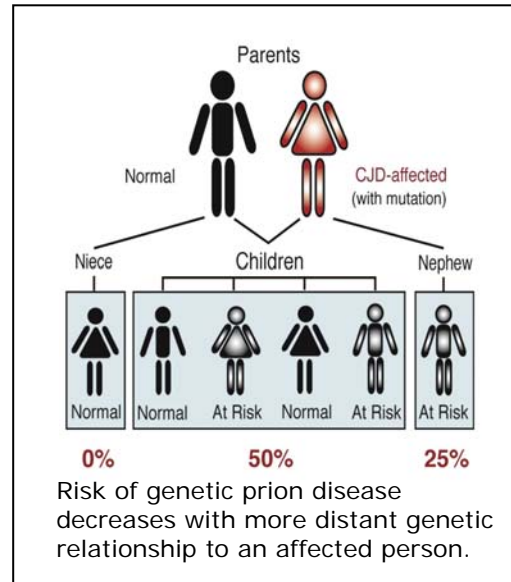 Parents
Normal
CJD-affected
(with mutation)
Niece
Children
Nephew
Normal
Normal
At Risk
Normal
At Risk
At Risk
0%
50%
25%
Risk of genetic prion disease
decreases with more distant genetic
relationship to an affected person.